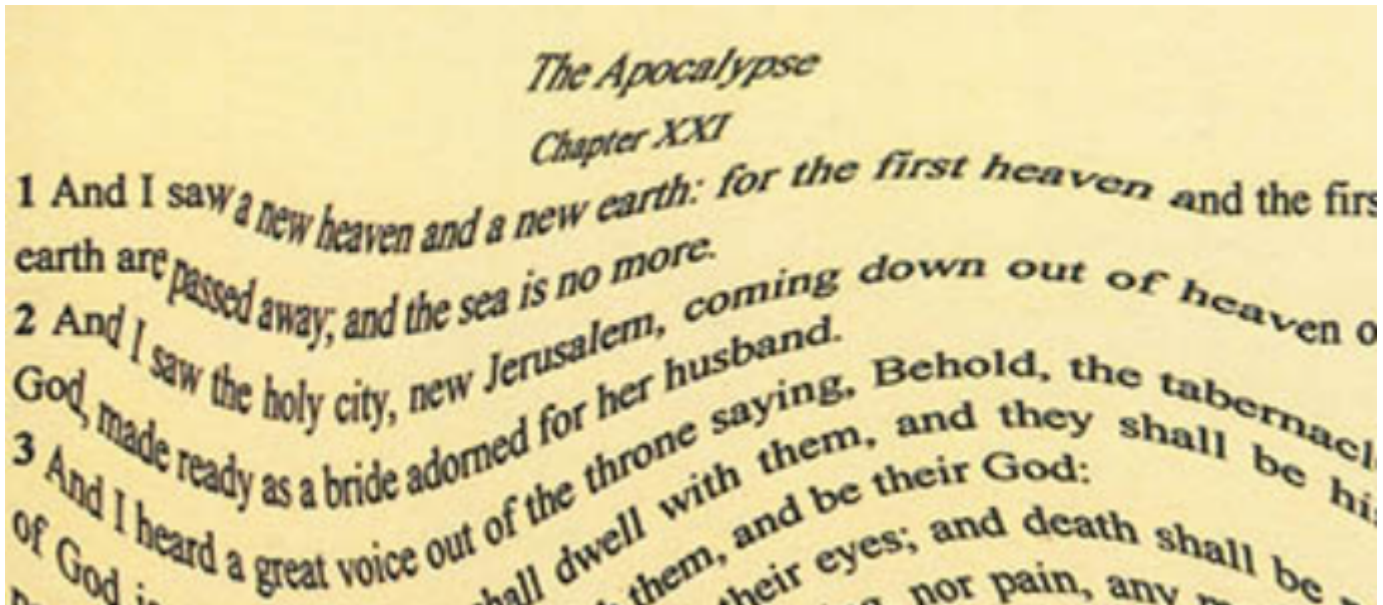 The Apocalypse
Chapter XXI
1 And I saw a new heaven and a new earth: for the first heaven and the firs
earth are passed away; and the sea is no more.
2 And I saw the holy city, new Jerusalem, coming down out of heaven o
God, made ready as a bride adorned for her husband.
3 And I heard a great voice out of the throne saying, Behold, the tabernacl
of God hall dwell with them, and they shall be his
them, and be their God:
their eyes; and death shall be
nor pain, any